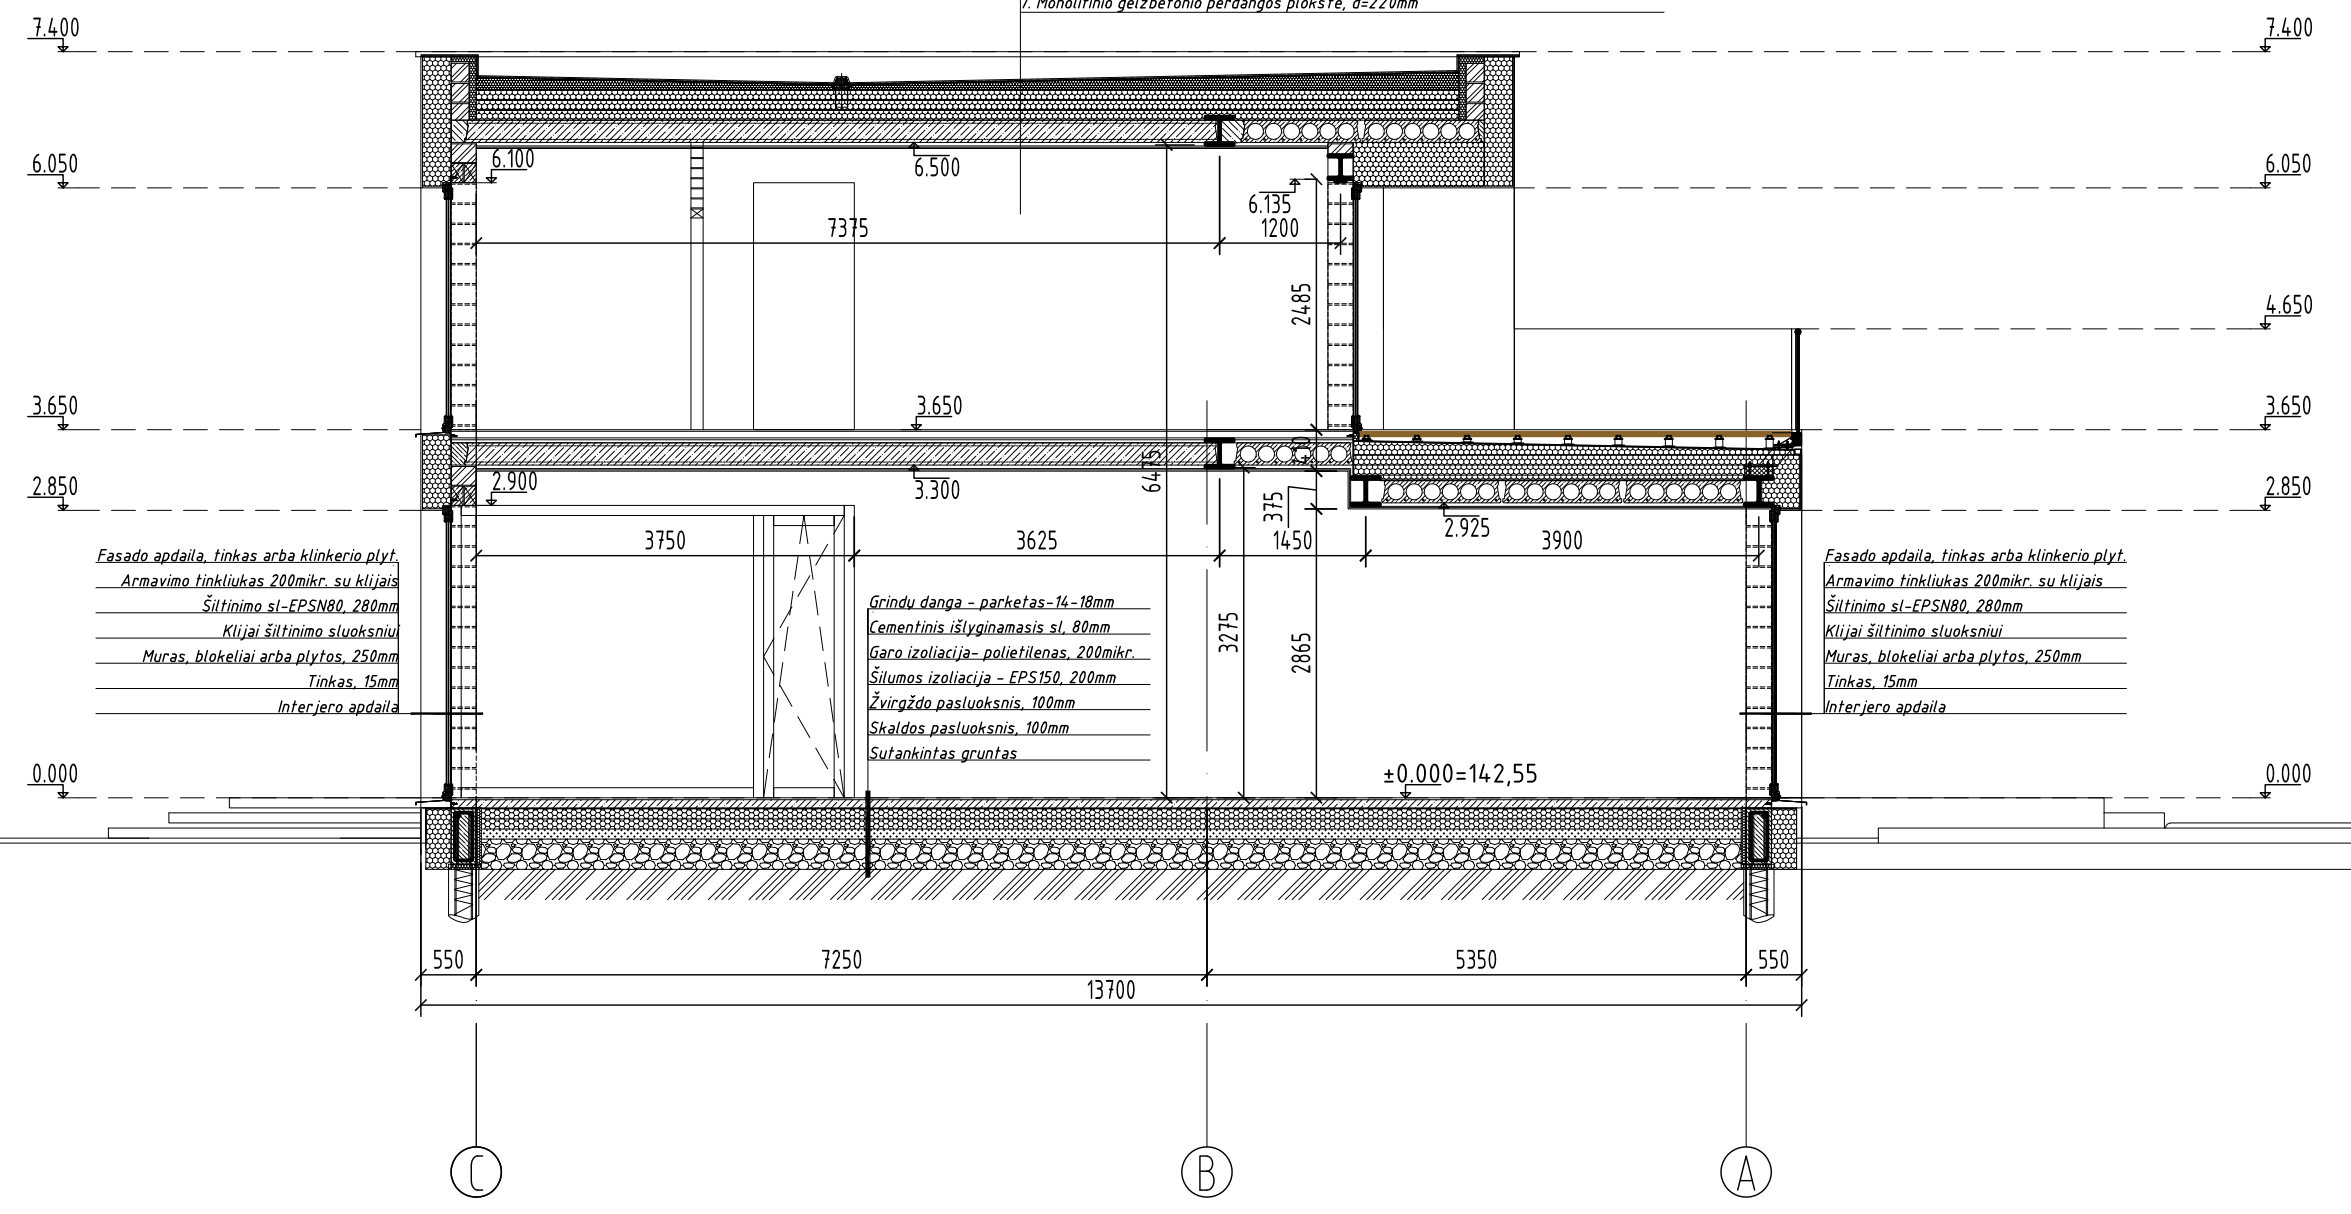 7. Monolitinio gelžbetonio perdangos plokštė, d=220mm
7.400
7.400
6.050
6.100
6.500
6.050
6.135
7375
1200
2485
4.650
3.650
3.650
3.650
410
6475
2.850
2.900
3.300
375
2.925
2.850
3750
3625
1450
3900
Fasado apdaila, tinkas arba klinkerio plyt.
Armavimo tinkliukas 200mikr. su klijais
Šiltinimo sl-EPSN80, 280mm
Klijai šiltinimo sluoksniui
Muras, blokeliai arba plytos, 250mm
Tinkas, 15mm
Interjero apdaila
Grindų danga - parketas-14-18mm
Cementinis išlyginamasis sl, 80mm
Garo izoliacija- polietilenas, 200mikr.
Šilumos izoliacija - EPS150, 200mm
Žvirgždo pasluoksnis, 100mm
Skaldos pasluoksnis, 100mm
Sutankintas gruntas
3275
2865
Fasado apdaila, tinkas arba klinkerio plyt.
Armavimo tinkliukas 200mikr. su klijais
Šiltinimo sl-EPSN80, 280mm
Klijai šiltinimo sluoksniui
Muras, blokeliai arba plytos, 250mm
Tinkas, 15mm
Interjero apdaila
0.000
±0.000=142,55
0.000
550
7250
5350
550
13700
C
B
A